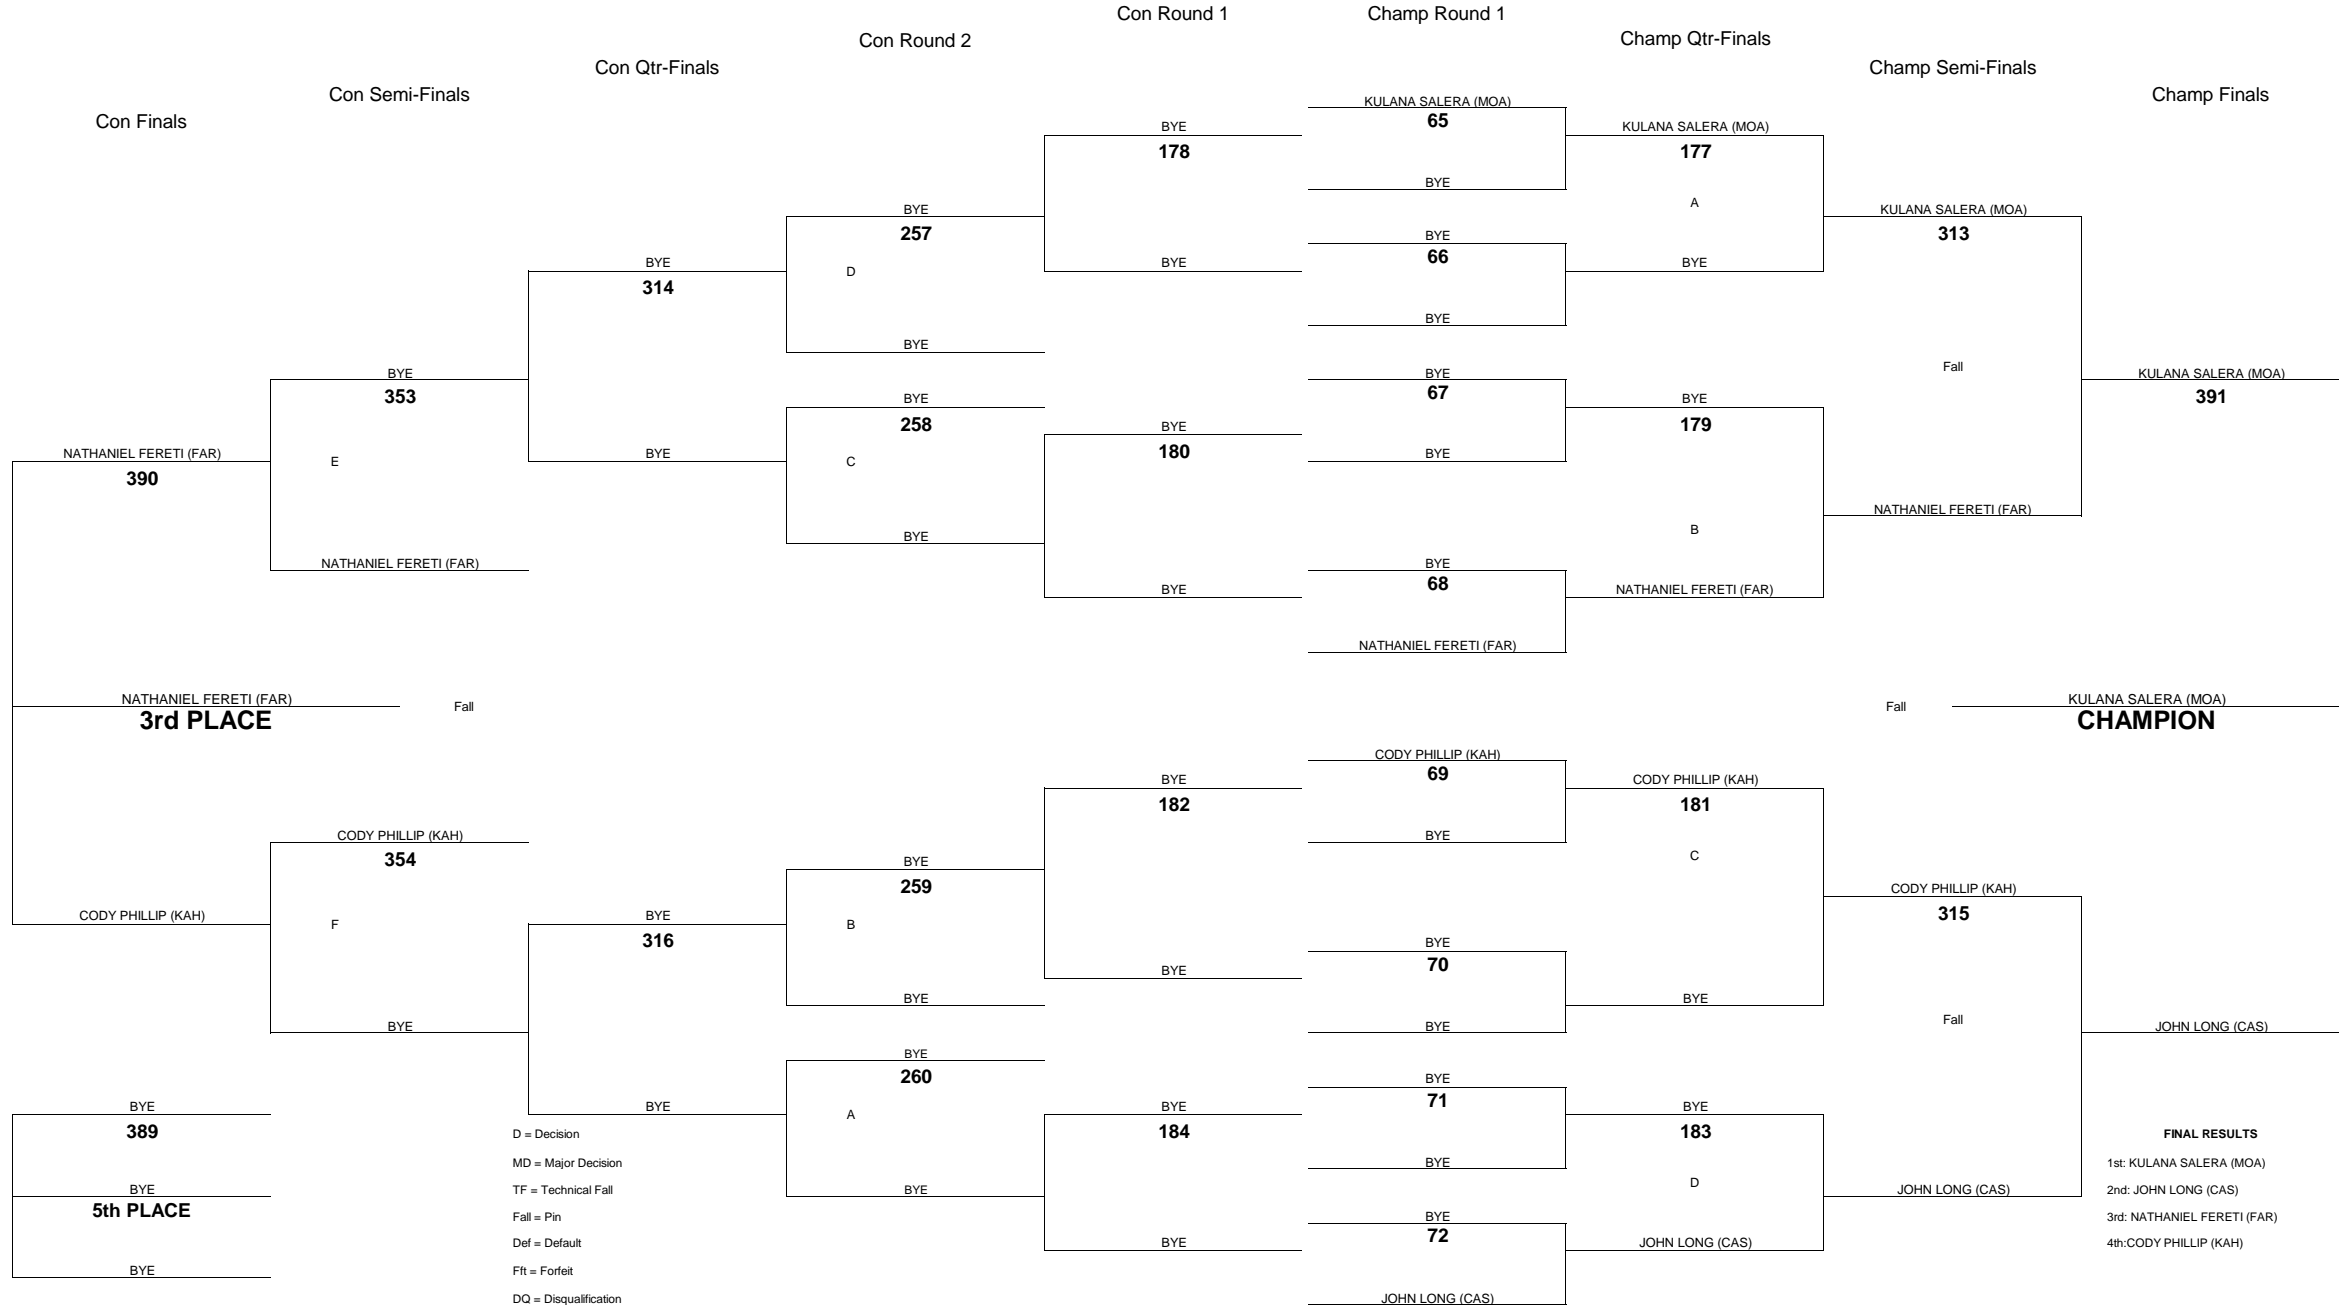 Con Round 1
Champ Round 1
Con Round 2
Champ Qtr-Finals
Con Qtr-Finals
Champ Semi-Finals
Con Semi-Finals
Champ Finals
Con Finals
KULANA SALERA (MOA)
65
BYE
178
KULANA SALERA (MOA)
177
BYE
A
BYE
257
KULANA SALERA (MOA)
313
BYE
66
BYE
314
D
BYE
BYE
BYE
BYE
Fall
BYE
353
BYE
67
KULANA SALERA (MOA)
391
BYE
258
BYE
179
BYE
180
NATHANIEL FERETI (FAR)
390
E
BYE
C
BYE
NATHANIEL FERETI (FAR)
B
BYE
NATHANIEL FERETI (FAR)
BYE
68
BYE
NATHANIEL FERETI (FAR)
NATHANIEL FERETI (FAR)
NATHANIEL FERETI (FAR)
3rd PLACE
Fall
Fall
KULANA SALERA (MOA)
CHAMPION
CODY PHILLIP (KAH)
69
BYE
182
CODY PHILLIP (KAH)
181
CODY PHILLIP (KAH)
354
BYE
C
BYE
259
CODY PHILLIP (KAH)
315
CODY PHILLIP (KAH)
F
BYE
316
B
BYE
70
BYE
BYE
BYE
BYE
BYE
Fall
JOHN LONG (CAS)
BYE
260
BYE
71
BYE
389
BYE
A
BYE
184
BYE
183
D = Decision
FINAL RESULTS
MD = Major Decision
BYE
1st: KULANA SALERA (MOA)
BYE
5th PLACE
TF = Technical Fall
BYE
D
JOHN LONG (CAS)
2nd: JOHN LONG (CAS)
Fall = Pin
BYE
72
3rd: NATHANIEL FERETI (FAR)
Def = Default
BYE
JOHN LONG (CAS)
4th:CODY PHILLIP (KAH)
BYE
Fft = Forfeit
DQ = Disqualification
JOHN LONG (CAS)